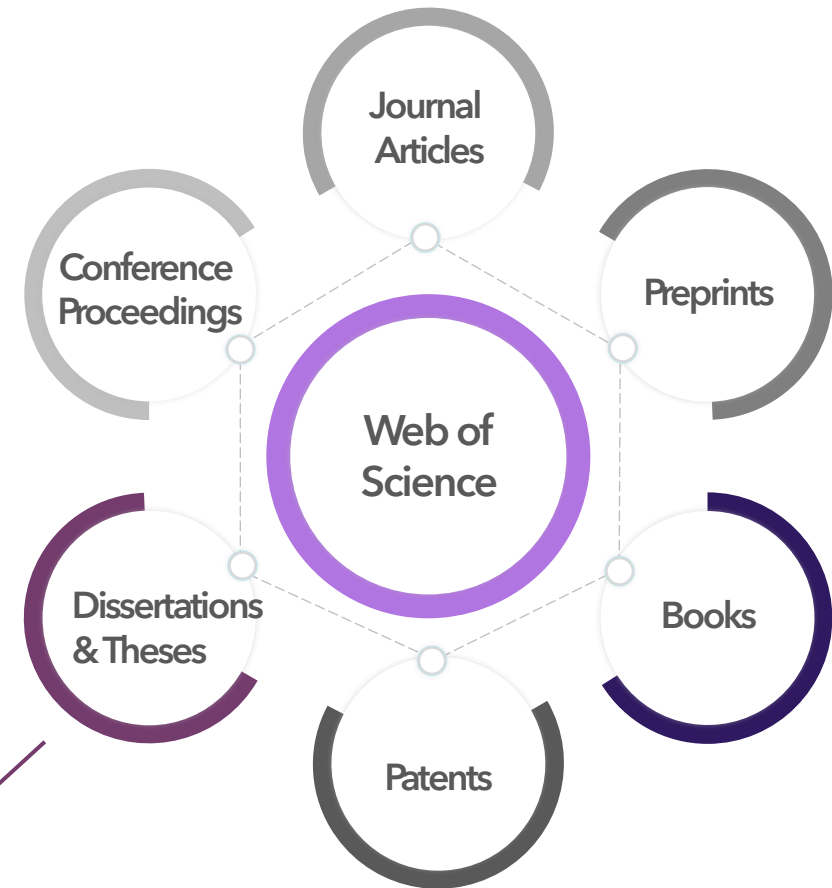 Journal
Articles
Conference
Proceedings
Preprints
Web of
Science
Dissertations
& Theses
Books
Patents